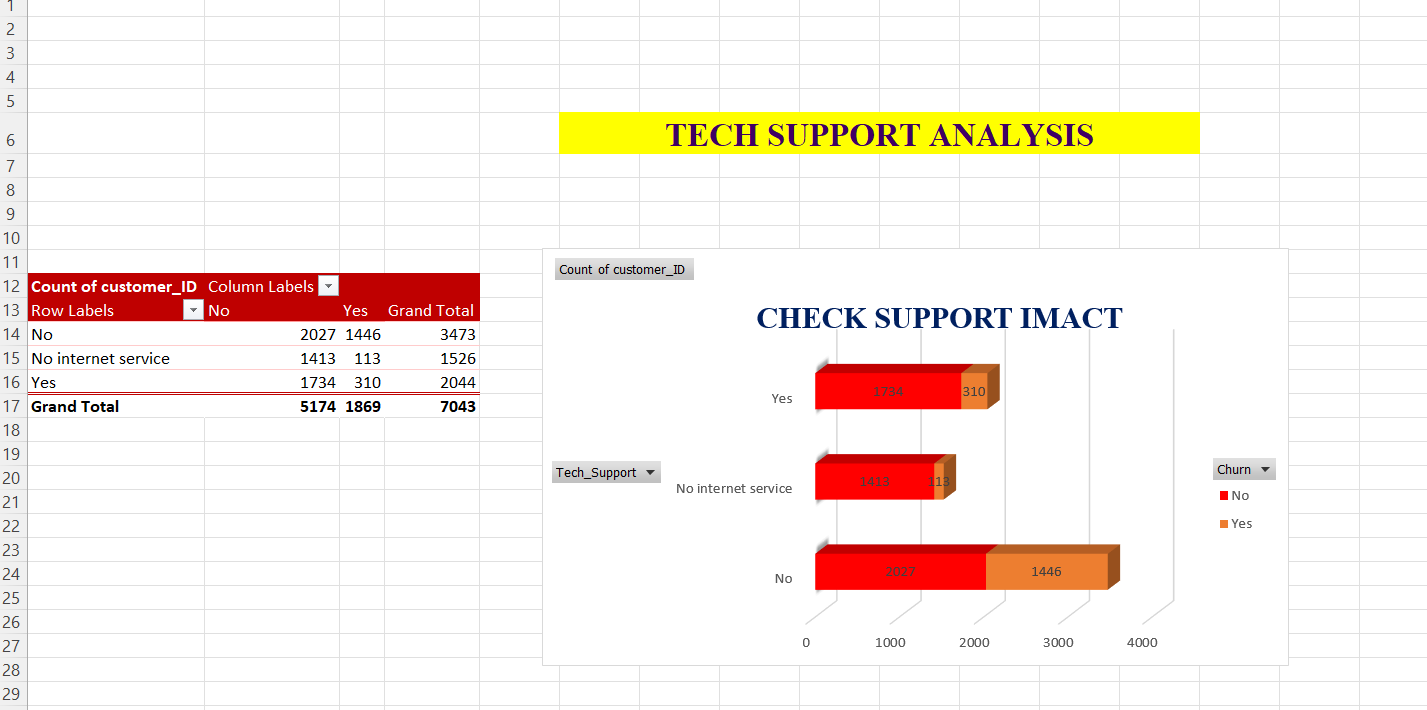 1
2
3
4
5
6
TECH SUPPORT ANALYSIS
7
8
9
10
11
12 Count of customer_ID Column Labels
13 Row Labels No Yes Grand Total
14 No 2027 1446 3473
15 No internet service 1413 113 1526
16 Yes 1734 310 2044
17 Grand Total 5174 1869 7043
18
19
20
21
22
23
24
25
26
27
28
29
Count of customer_ID
CHECK SUPPORT IMACT
Yes 1734 310
Tech_Support
No internet service 1413 113
No 2027 1446
0 1000 2000 3000 4000
Churn
No
Yes